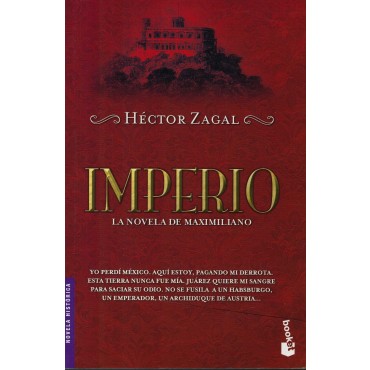 HÉCTOR ZAGAL
IMPERIO
LA NOVELA DE MAXIMILIANO
YO PERDÍ MÉXICO. AQUÍ ESTOY, PAGANDO MI DERROTA.
ESTA TIERRA NUNCA FUE MÍA. JUÁREZ QUIERE MI SANGRE
PARA SACIAR SU ODIO. NO SE FUSILA A UN HABSBURGO,
UN EMPERADOR, UN ARCHIDUQUE DE AUSTRIA...
NOVELA HISTÓRICA
booket